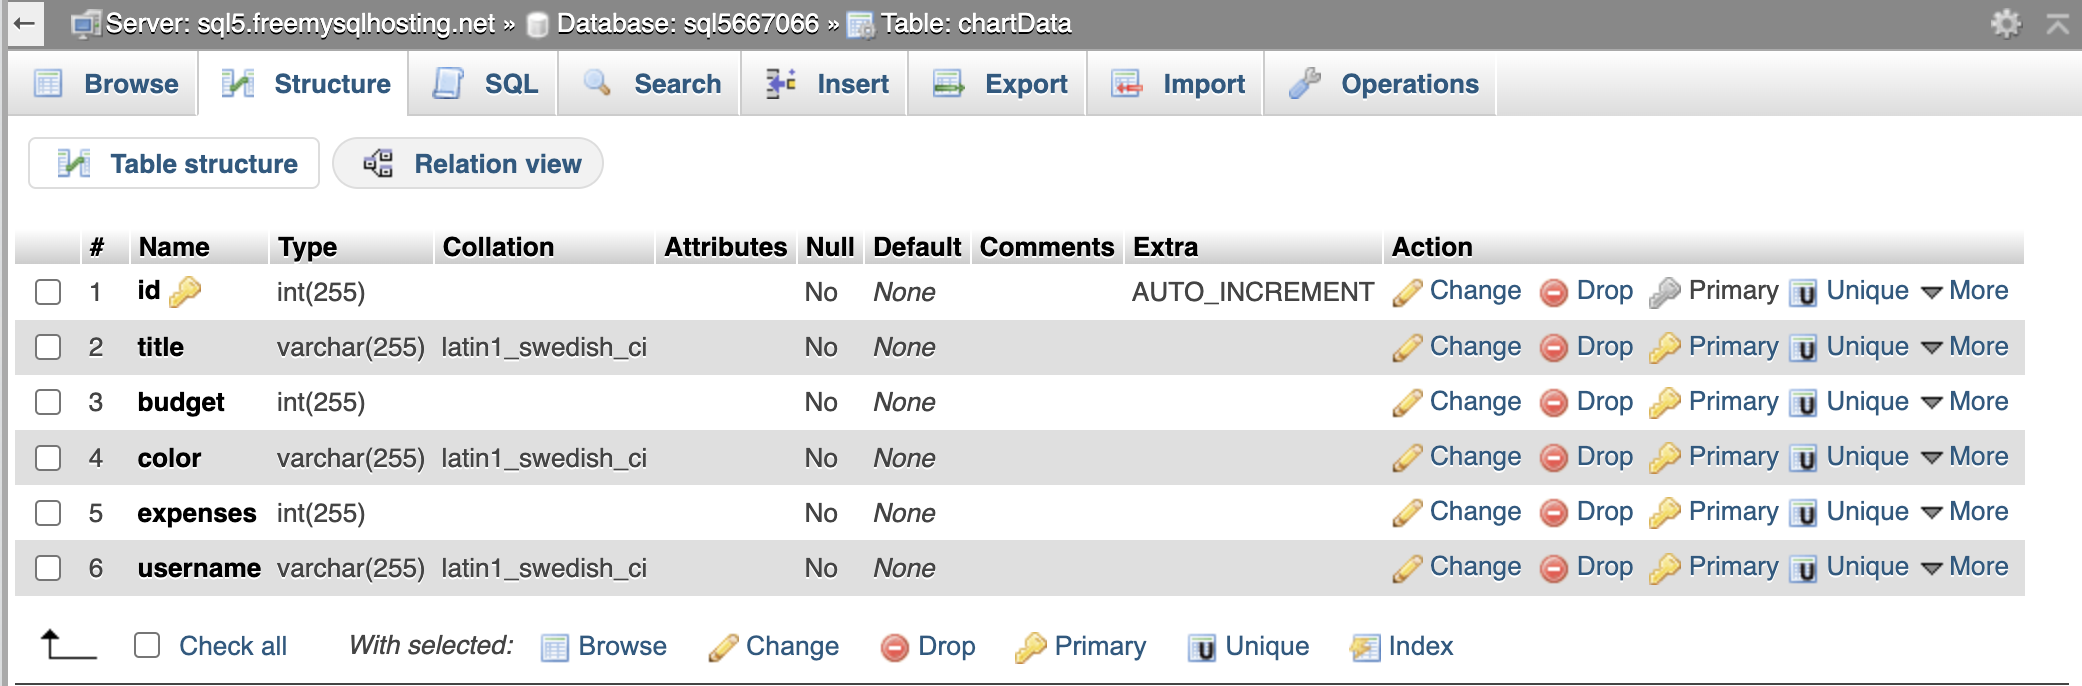 Server: sql5.freemysqlhosting.net » Database: sql5667066 » Table: chartData
Browse Structure SQL Search Insert Export Import Operations
Table structure Relation view
# Name Type Collation Attributes Null Default Comments Extra Action
1 id int(255) No None AUTO_INCREMENT Change Drop Primary Unique More
2 title varchar(255) latin1_swedish_ci No None Change Drop Primary Unique More
3 budget int(255) No None Change Drop Primary Unique More
4 color varchar(255) latin1_swedish_ci No None Change Drop Primary Unique More
5 expenses int(255) No None Change Drop Primary Unique More
6 username varchar(255) latin1_swedish_ci No None Change Drop Primary Unique More
Check all With selected: Browse Change Drop Primary Unique Index